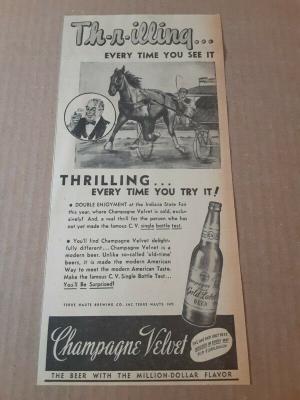 Th-r-illing...
EVERY TIME YOU SEE IT
THRILLING...
EVERY TIME YOU TRY IT!
● DOUBLE ENJOYMENT at the Indiana State Fair
this year, where Champagne Velvet is sold, exclu-
sively! And, a real thrill for the person who has
not yet made the famous C. V. single bottle test.
● You'll find Champagne Velvet delight-
fully different... Champagne Velvet is a
modern beer. Unlike so-called 'old-time'
beers, it is made the modern American
Way to meet the modern American Taste.
Make the famous C. V. Single Bottle Test...
You'll Be Surprised!
TERRE HAUTE BREWING CO. INC. TERRE HAUTE, IND.
Gold Label
BEER
Champagne Velvet
THE BEER WITH THE MILLION-DOLLAR FLAVOR